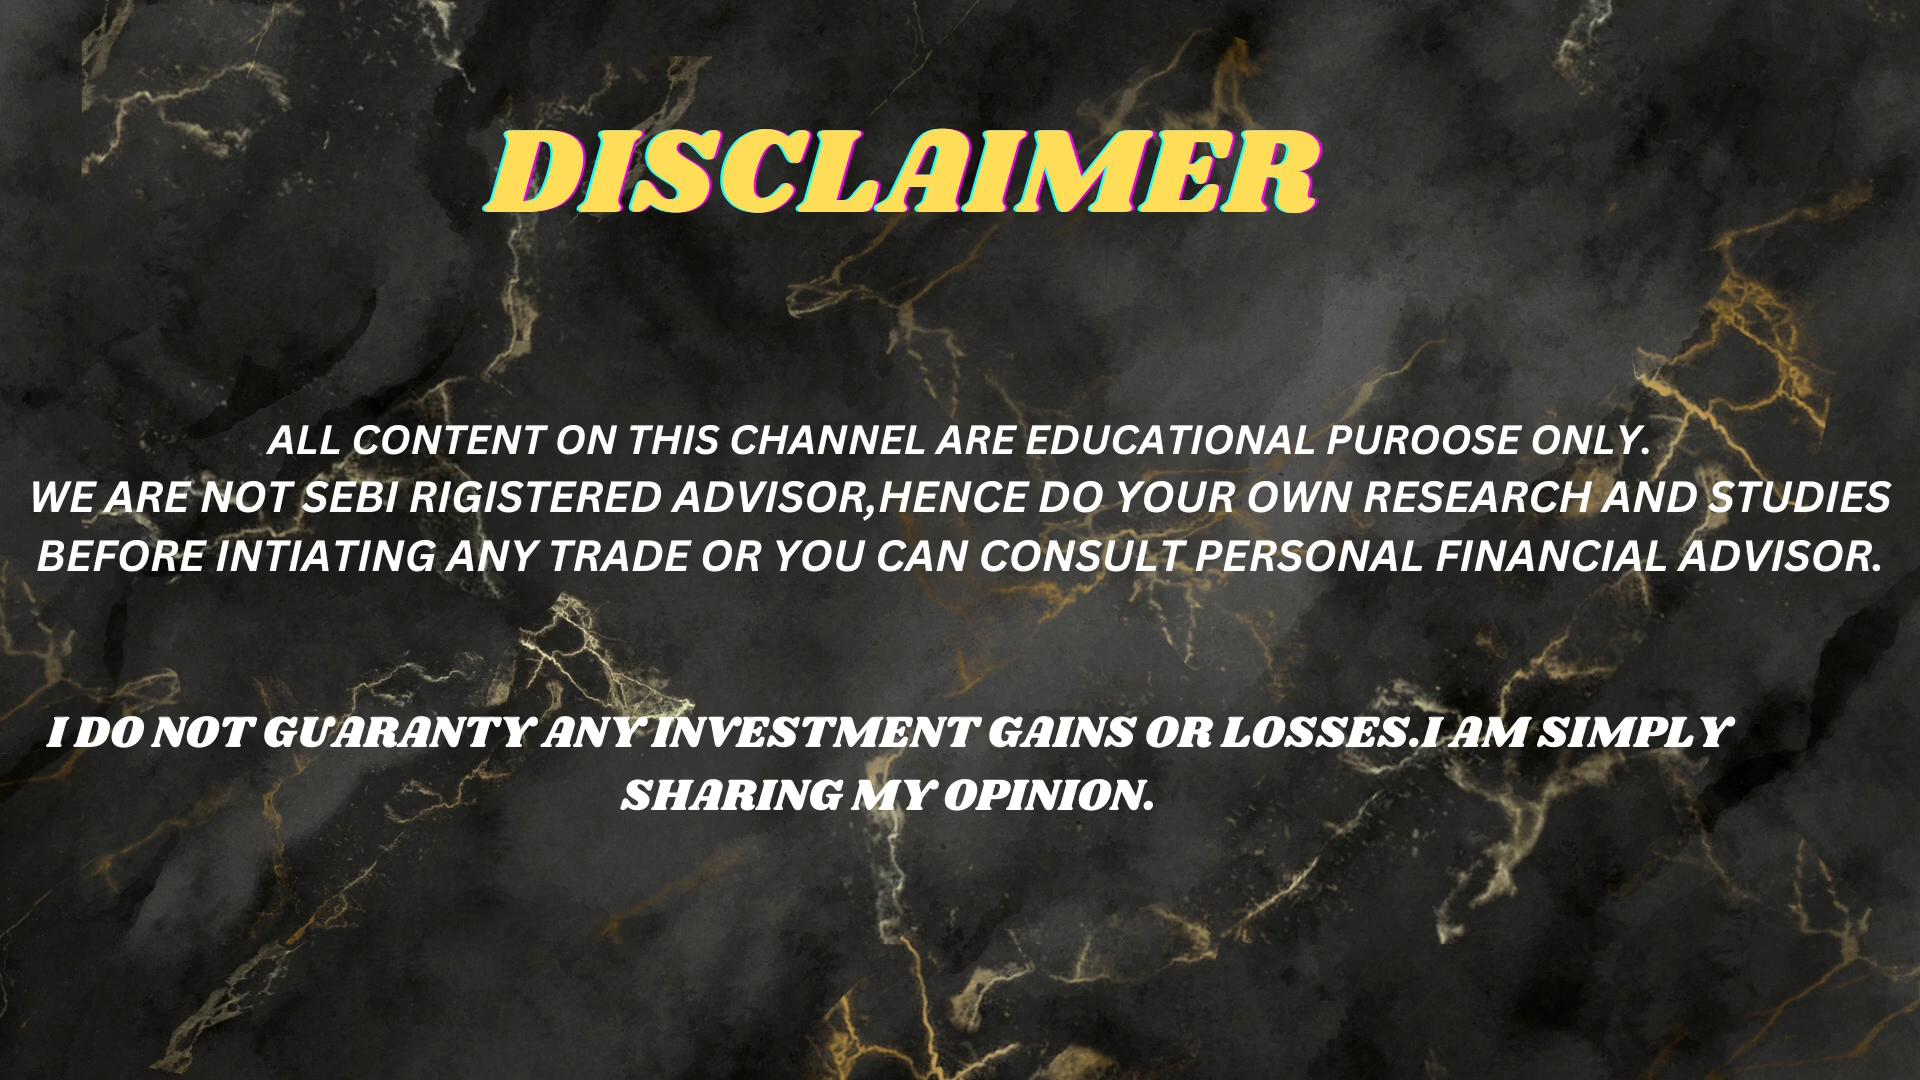 DISCLAIMER
ALL CONTENT ON THIS CHANNEL ARE EDUCATIONAL PUROOSE ONLY.
WE ARE NOT SEBI RIGISTERED ADVISOR,HENCE DO YOUR OWN RESEARCH AND STUDIES
BEFORE INTIATING ANY TRADE OR YOU CAN CONSULT PERSONAL FINANCIAL ADVISOR.
I DO NOT GUARANTY ANY INVESTMENT GAINS OR LOSSES.I AM SIMPLY
SHARING MY OPINION.